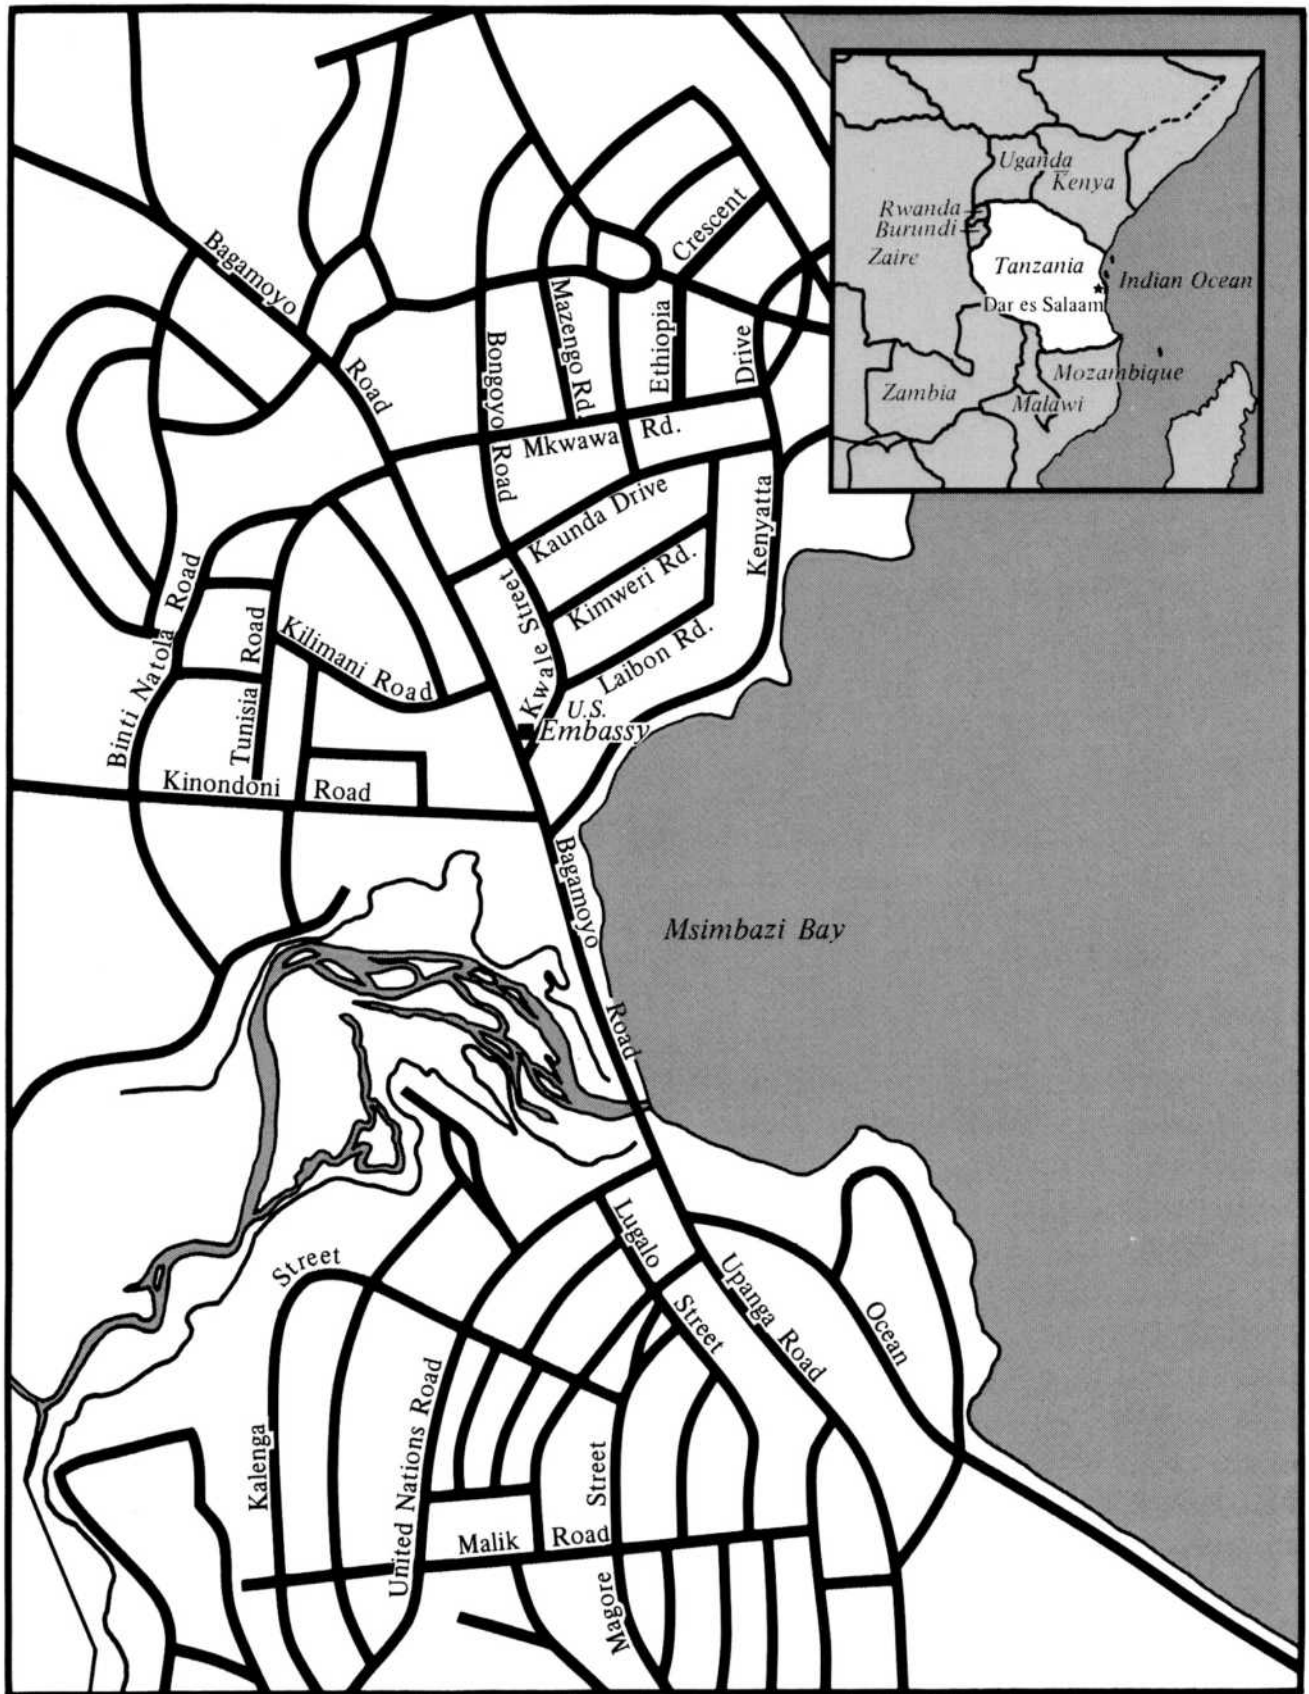 Uganda
Kenya
Rwanda
Burundi
Zaire
Tanzania
Indian Ocean
Dar es Salaam
Mozambique
Zambia
Malawi
Bagamoyo
Road
Crescent
Mazengo Rd.
Ethiopia
Drive
Bongoyo Road
Mkwawa Rd.
Kaunda Drive
Kenyatta
Kimweri Rd.
Kwale Street
Laibon Rd.
Binti Natola Road
Tunisia Road
Kilimani Road
U.S.
Embassy
Kinondoni Road
Bagamoyo
Road
Msimbazi Bay
Lugalo
Street
Street
Upanga Road
Ocean
Kalenga
United Nations Road
Street
Malik Road
Magore